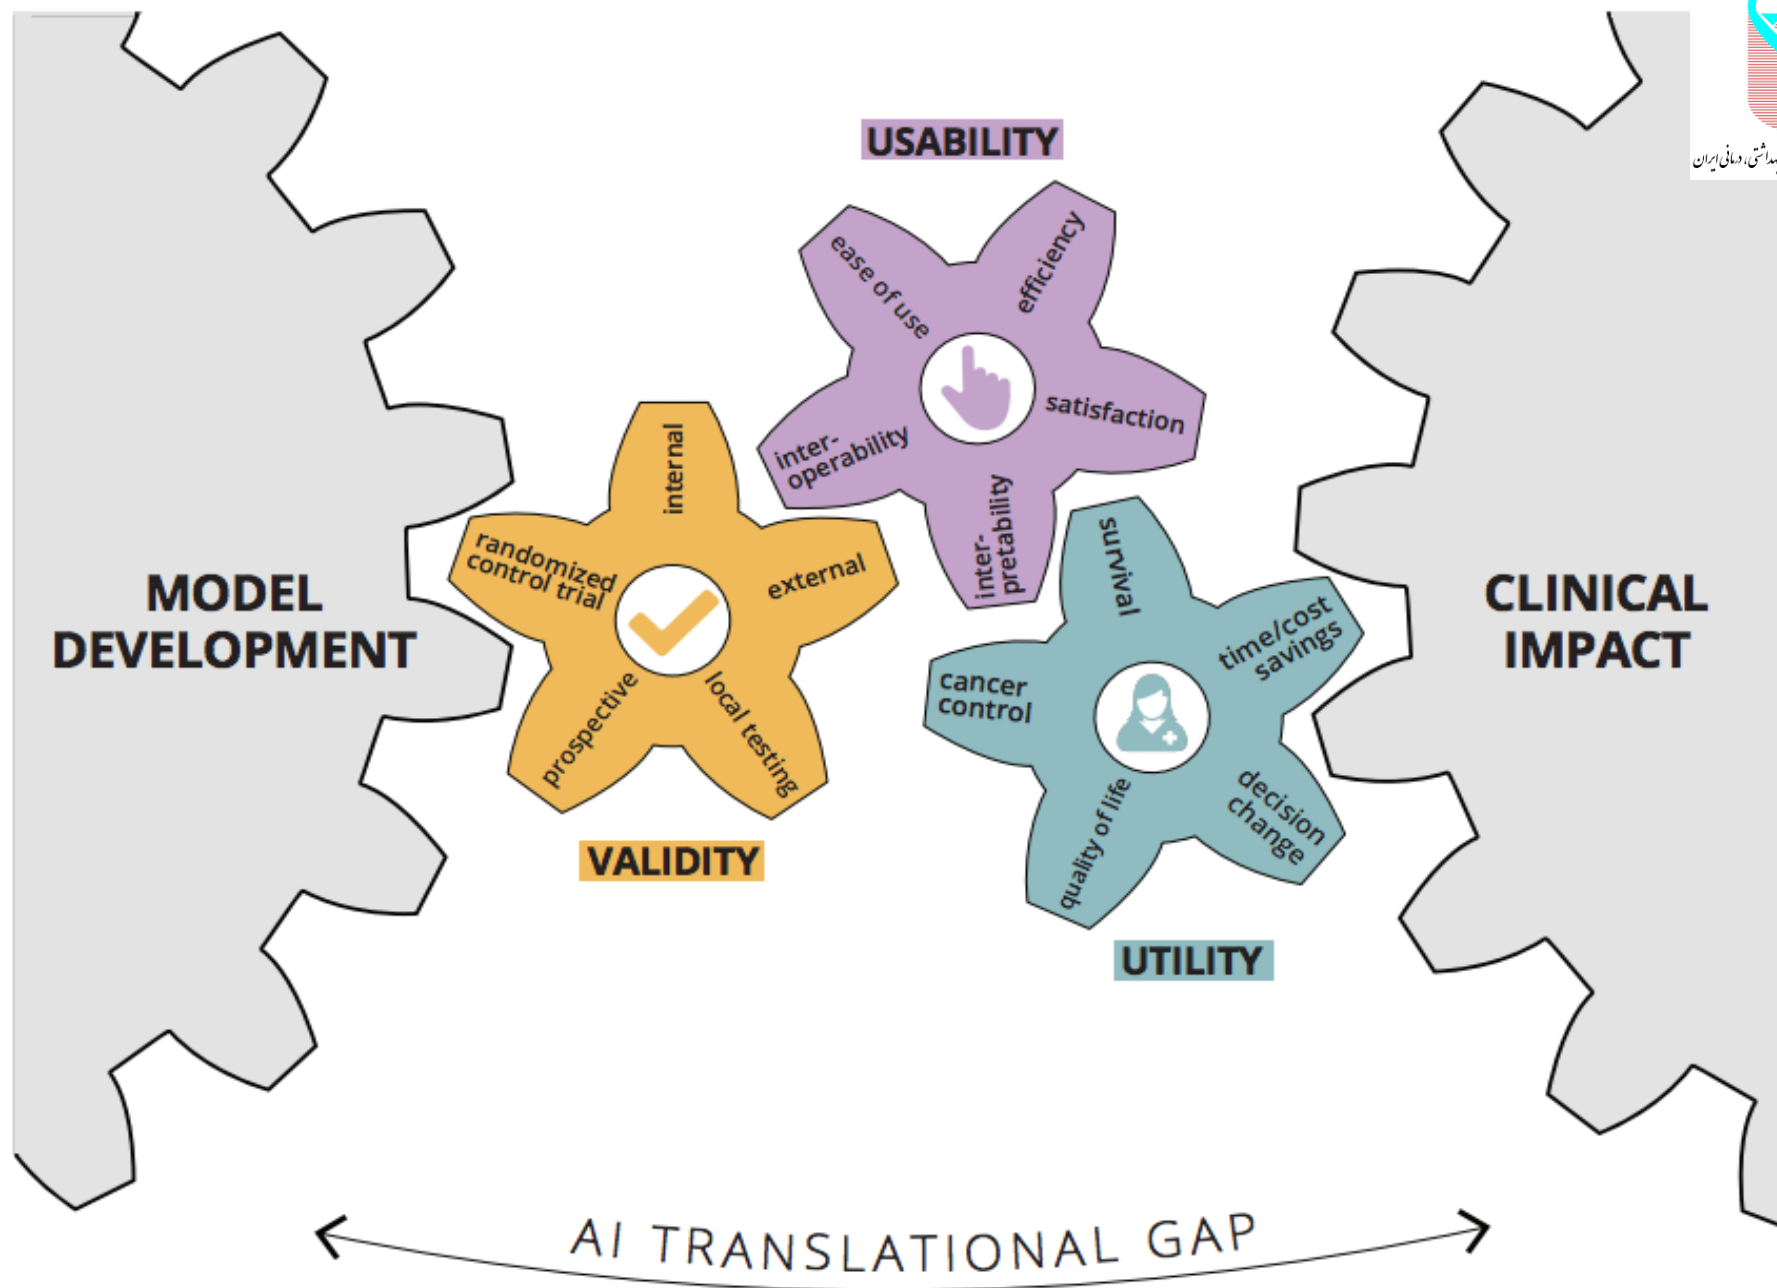 USABILITY
ease of use
efficiency
satisfaction
inter-
pretability
inter-
operability
internal
external
local testing
prospective
randomized
control trial
VALIDITY
survival
time/cost
savings
decision
change
quality of life
cancer
control
UTILITY
MODEL
DEVELOPMENT
CLINICAL
IMPACT
AI TRANSLATIONAL GAP
درمانی ایران